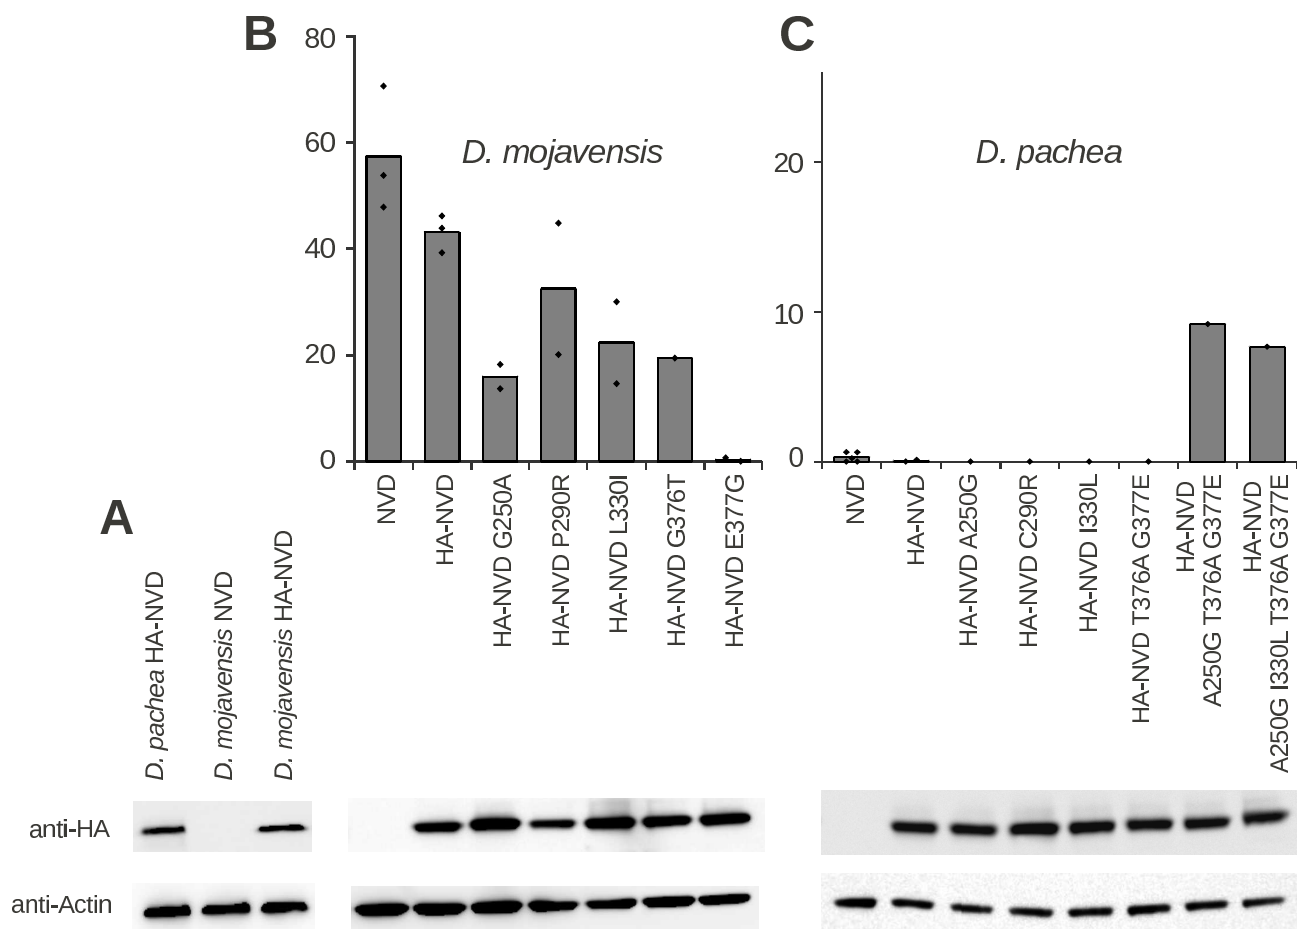 B
80
60
40
20
0
D. mojavensis
NVD
HA-NVD
HA-NVD G250A
HA-NVD P290R
HA-NVD L330I
HA-NVD G376T
HA-NVD E377G
C
20
10
0
D. pachea
NVD
HA-NVD
HA-NVD A250G
HA-NVD C290R
HA-NVD I330L
HA-NVD T376A G377E
HA-NVD
A250G T376A G377E
HA-NVD
A250G I330L T376A G377E
A
D. pachea HA-NVD
D. mojavensis NVD
D. mojavensis HA-NVD
anti-HA
anti-Actin